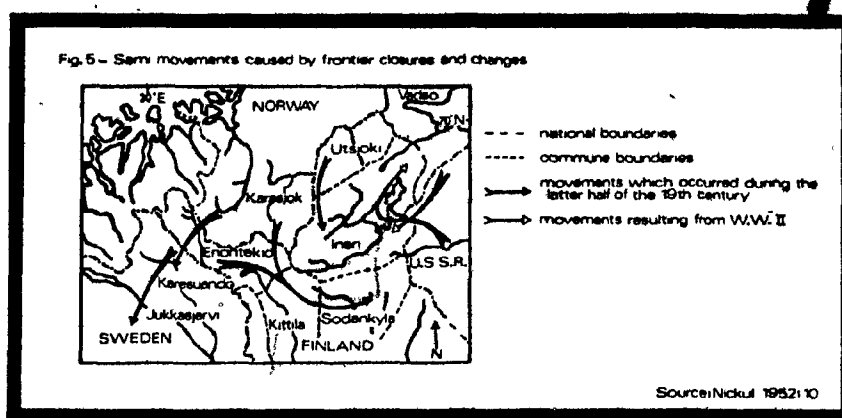 Fig. 5 – Sami movements caused by frontier closures and changes
NORWAY
Utsjoki
Karasjok
Enontekiö
Inari
U.S S.R.
Karesuando
Jukkasjarvi
Kittila
Sodankyla
SWEDEN
FINLAND
N
national boundaries
commune boundaries
movements which occurred during the
latter half of the 19th century
movements resulting from W.W. II
Source: Nickul 1952: 10